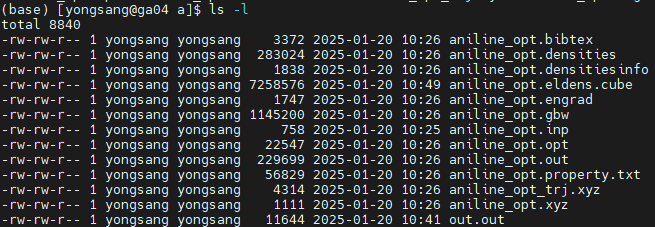 (base) [yongsang@ga04 a]$ ls -l
total 8840
-rw-rw-r-- 1 yongsang yongsang    3372 2025-01-20 10:26 aniline_opt.bibtex
-rw-rw-r-- 1 yongsang yongsang  283024 2025-01-20 10:26 aniline_opt.densities
-rw-rw-r-- 1 yongsang yongsang    1838 2025-01-20 10:26 aniline_opt.densitiesinfo
-rw-rw-r-- 1 yongsang yongsang 7258576 2025-01-20 10:49 aniline_opt.eldens.cube
-rw-rw-r-- 1 yongsang yongsang    1747 2025-01-20 10:26 aniline_opt.engrad
-rw-rw-r-- 1 yongsang yongsang 1145200 2025-01-20 10:26 aniline_opt.gbw
-rw-rw-r-- 1 yongsang yongsang     758 2025-01-20 10:25 aniline_opt.inp
-rw-rw-r-- 1 yongsang yongsang   22547 2025-01-20 10:26 aniline_opt.opt
-rw-rw-r-- 1 yongsang yongsang  229699 2025-01-20 10:26 aniline_opt.out
-rw-rw-r-- 1 yongsang yongsang   56829 2025-01-20 10:26 aniline_opt.property.txt
-rw-rw-r-- 1 yongsang yongsang    4314 2025-01-20 10:26 aniline_opt_trj.xyz
-rw-rw-r-- 1 yongsang yongsang    1111 2025-01-20 10:26 aniline_opt.xyz
-rw-rw-r-- 1 yongsang yongsang   11644 2025-01-20 10:41 out.out